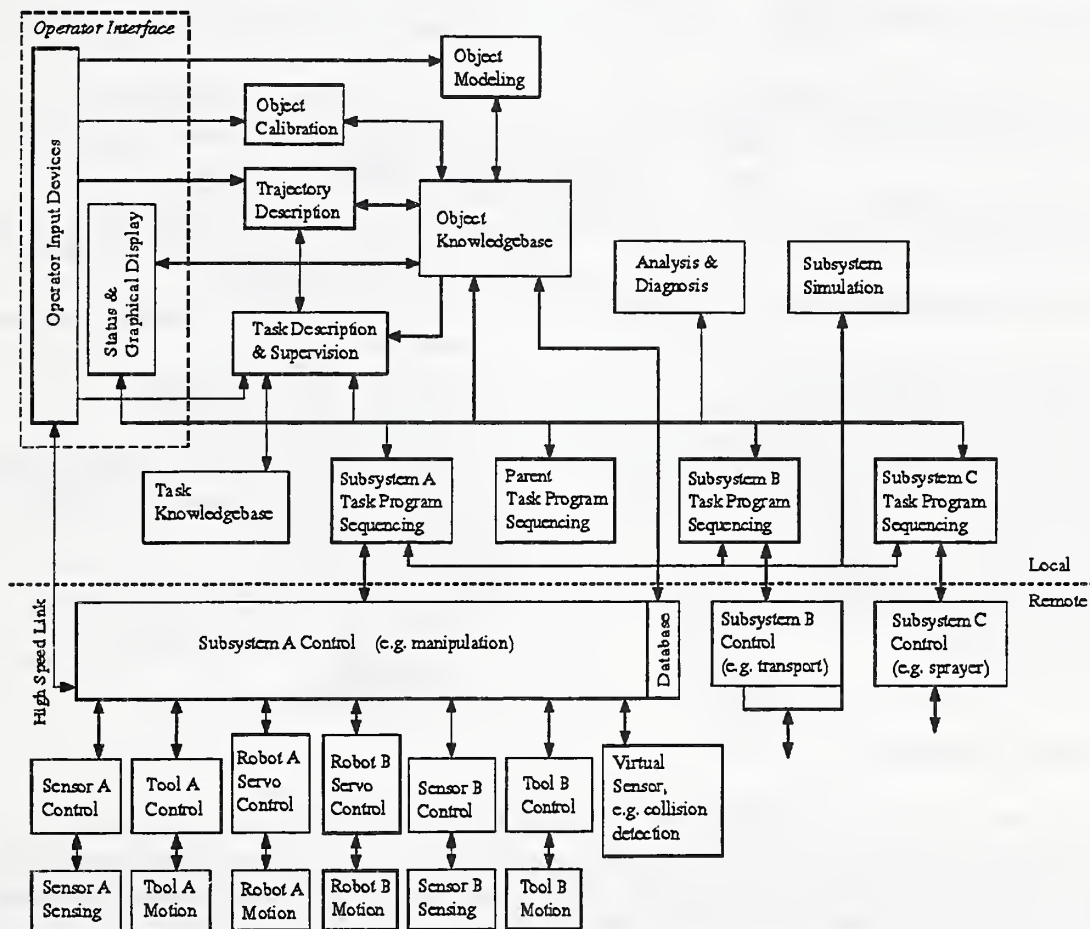 Operator Interface
Operator Input Devices
Status &
Graphical Display
Object
Modeling
Object
Calibration
Trajectory
Description
Object
Knowledgebase
Analysis &
Diagnosis
Subsystem
Simulation
Task Description
& Supervision
Task
Knowledgebase
Subsystem A
Task Program
Sequencing
Parent
Task Program
Sequencing
Subsystem B
Task Program
Sequencing
Subsystem C
Task Program
Sequencing
Local
Remote
High Speed Link
Subsystem A Control (e.g. manipulation)
Database
Subsystem B
Control
(e.g. transport)
Subsystem C
Control
(e.g. sprayer)
Sensor A
Control
Tool A
Control
Robot A
Servo
Control
Robot B
Servo
Control
Sensor B
Control
Tool B
Control
Virtual
Sensor,
e.g. collision
detection
Sensor A
Sensing
Tool A
Motion
Robot A
Motion
Robot B
Motion
Sensor B
Sensing
Tool B
Motion